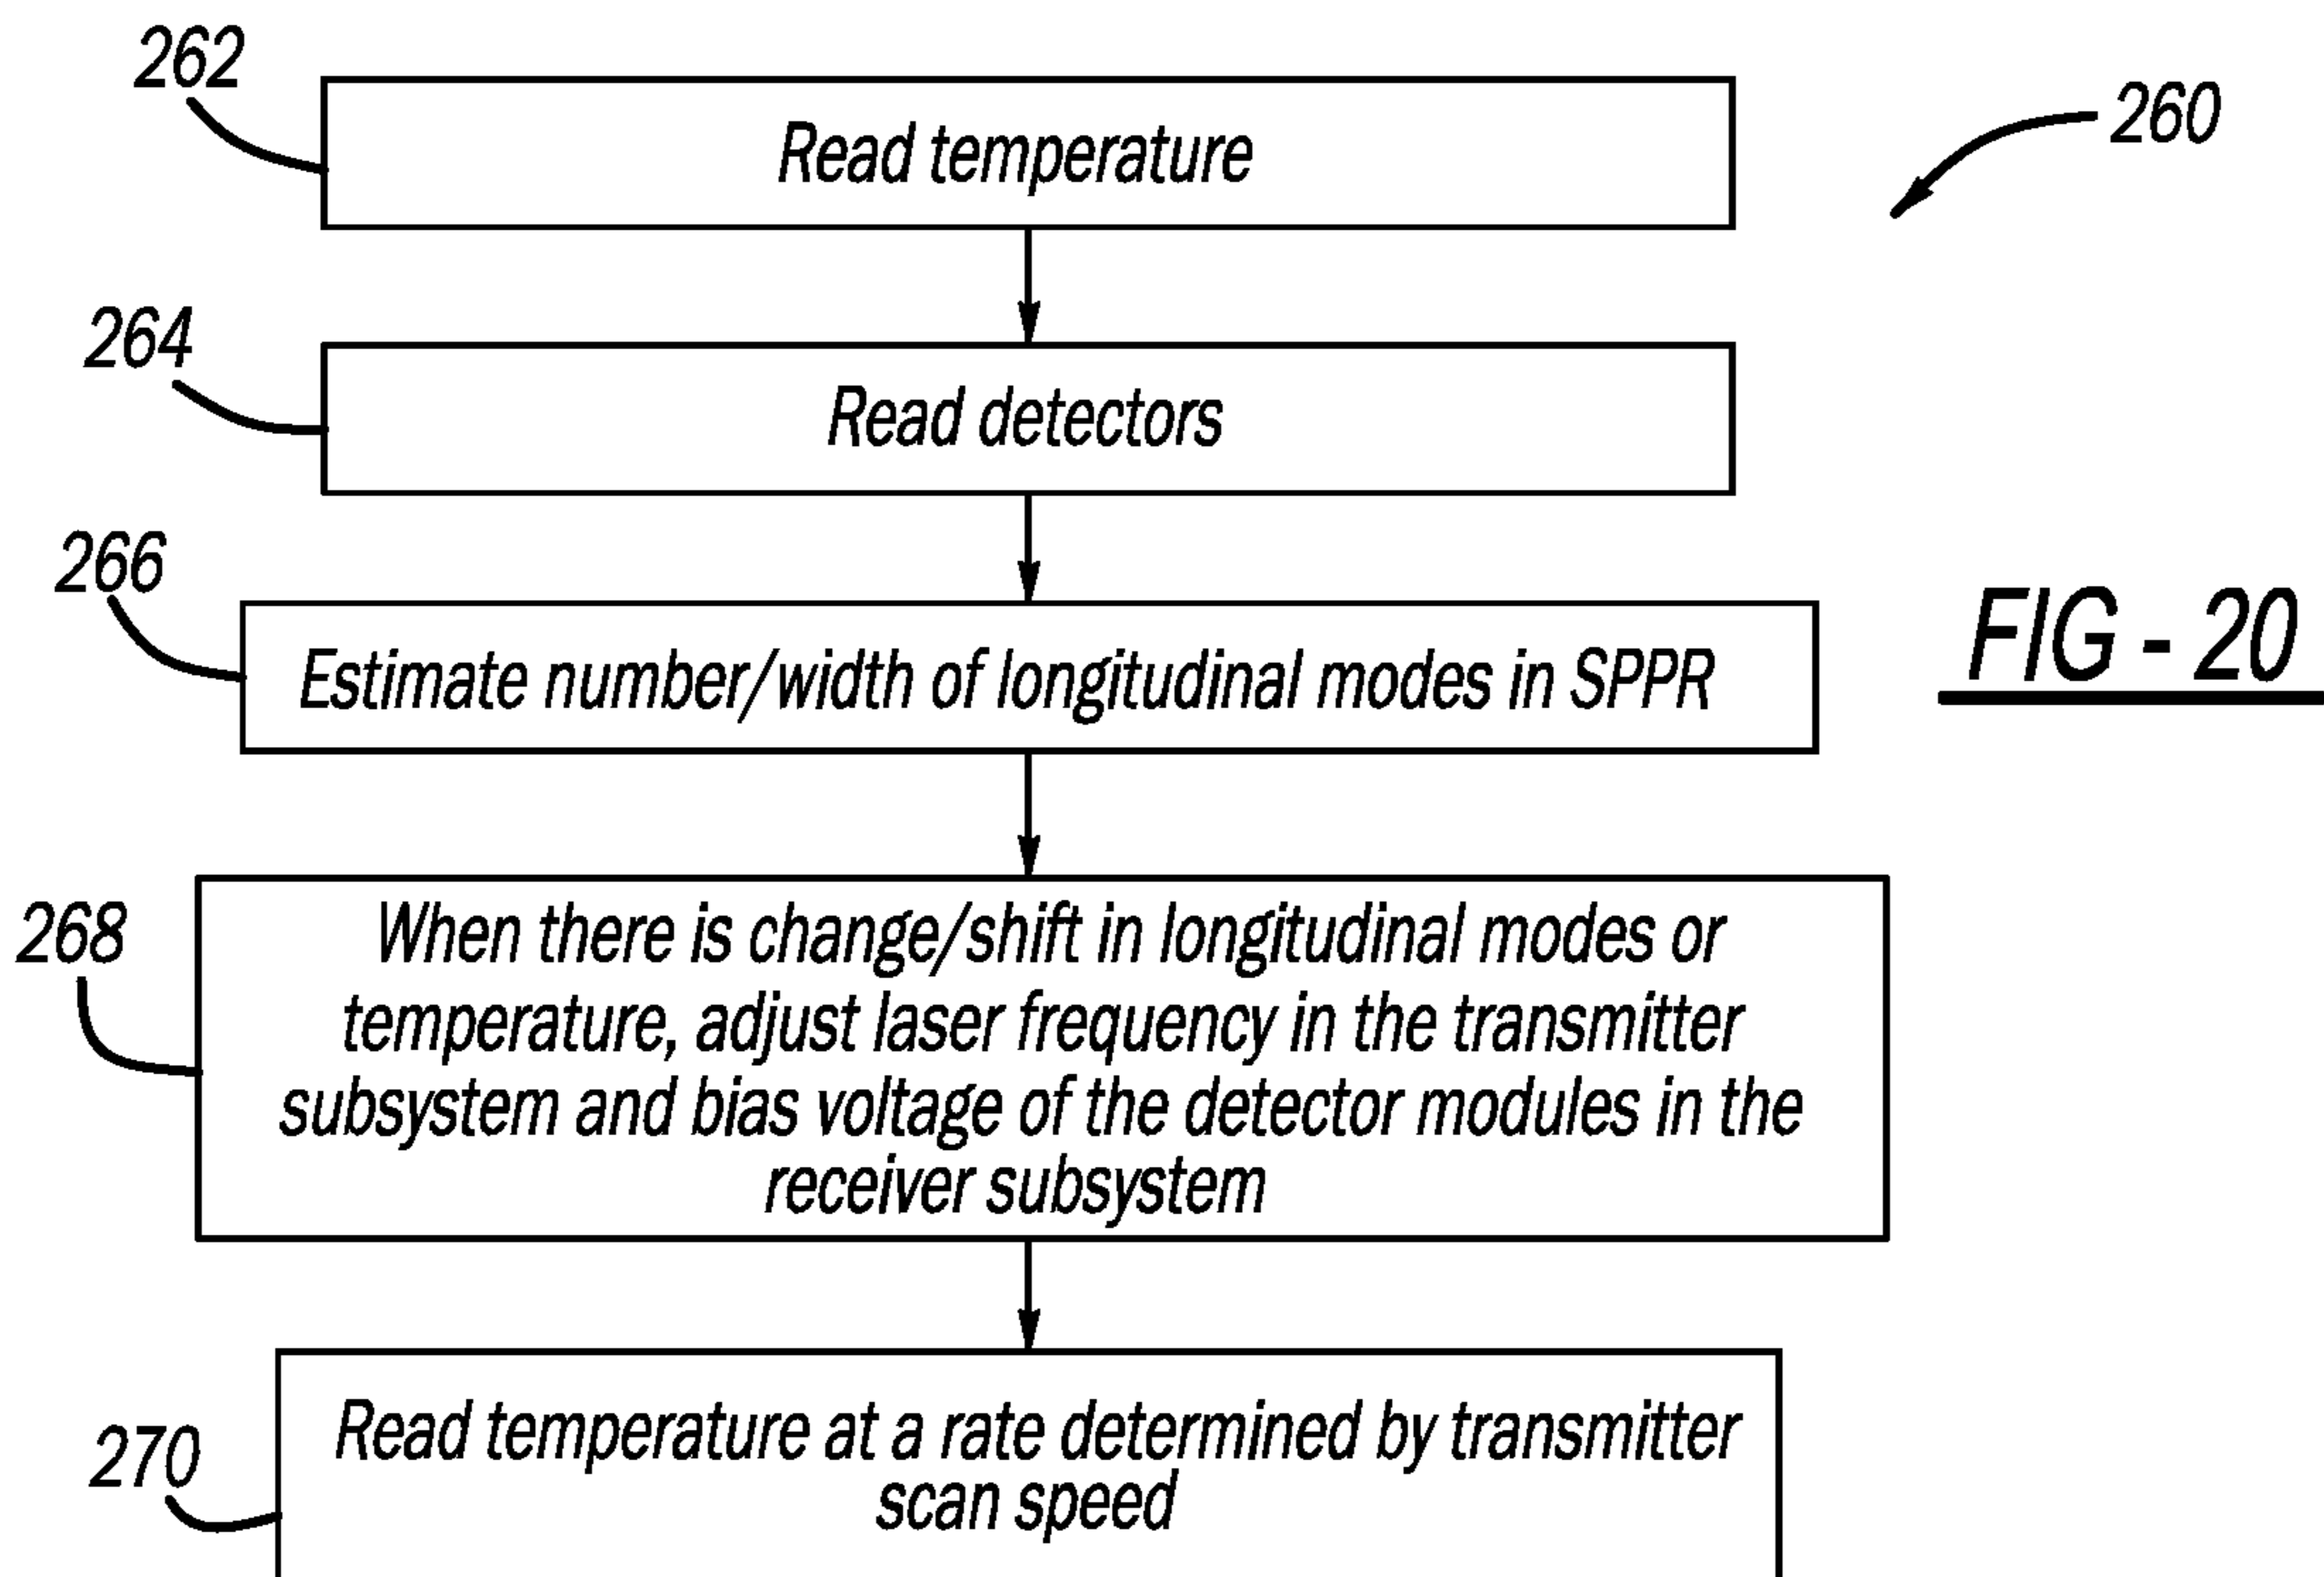 262
Read temperature
260
264
Read detectors
266
Estimate number/width of longitudinal modes in SPPR
FIG - 20
268
When there is change/shift in longitudinal modes or
temperature, adjust laser frequency in the transmitter
subsystem and bias voltage of the detector modules in the
receiver subsystem
270
Read temperature at a rate determined by transmitter
scan speed